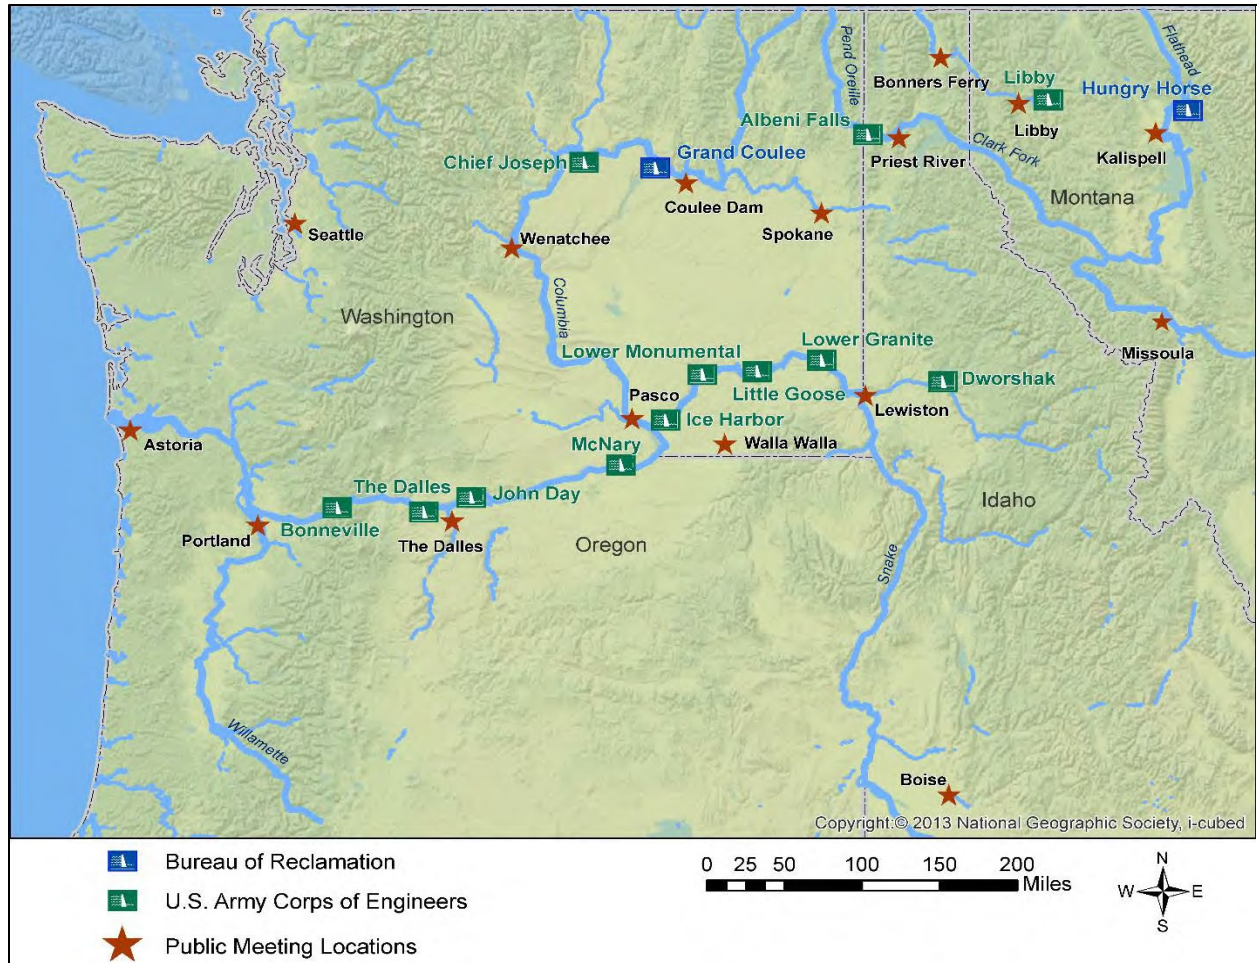 Pend Oreille
Flathead
Bonners Ferry
Libby
Hungry Horse
Albeni Falls
Libby
Chief Joseph
Grand Coulee
Priest River
Clark Fork
Kalispell
Coulee Dam
Montana
Seattle
Wenatchee
Spokane
Columbia
Washington
Lower Granite
Lower Monumental
Missoula
Dworshak
Pasco
Little Goose
Lewiston
Ice Harbor
Astoria
McNary
Walla Walla
The Dalles
John Day
Idaho
Bonneville
Portland
The Dalles
Oregon
Snake
Willamette
Boise
Copyright:© 2013 National Geographic Society, i-cubed
Bureau of Reclamation
U.S. Army Corps of Engineers
Public Meeting Locations
0 25 50 100 150 200
Miles
N
W E
S